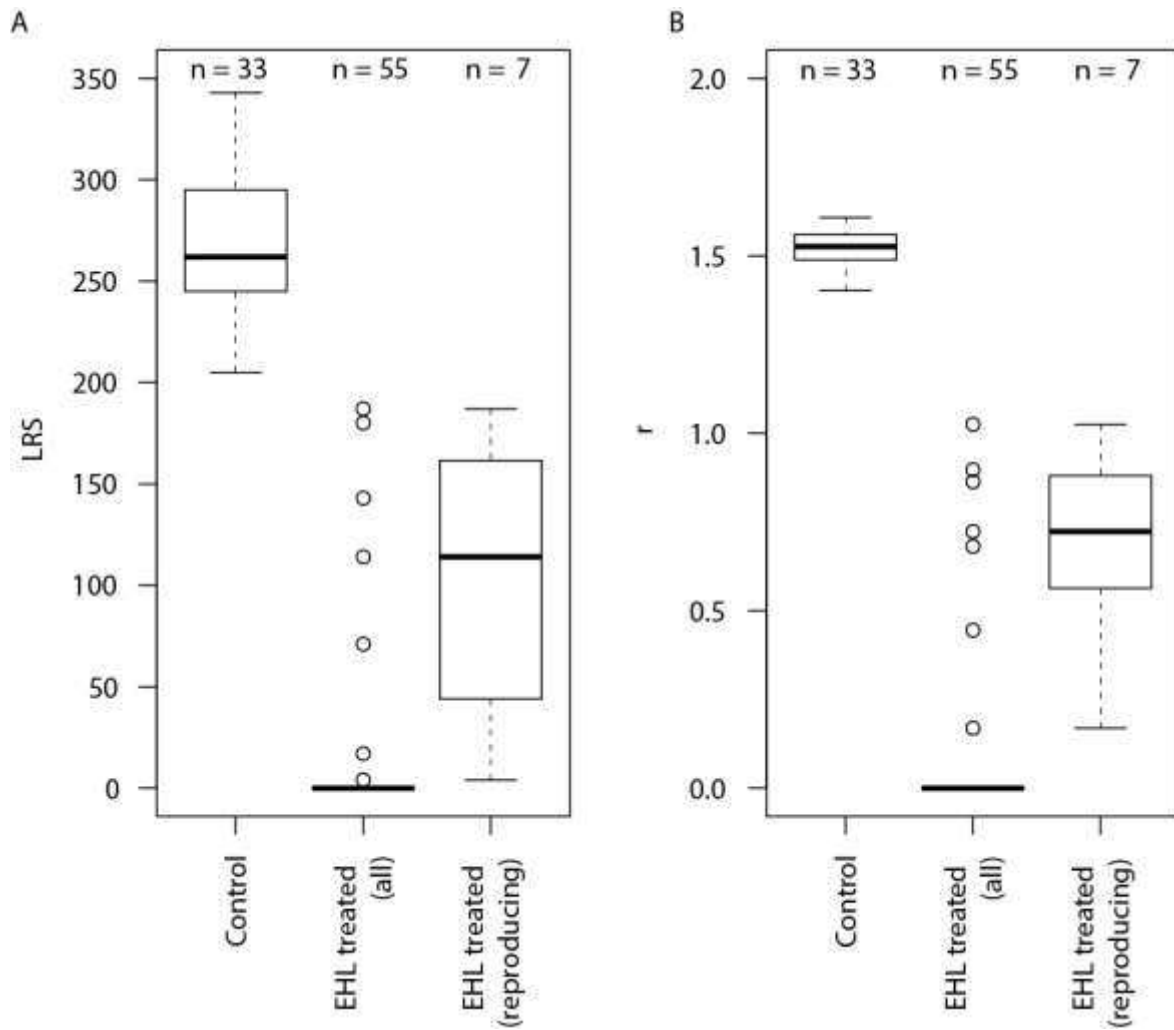 A
n = 33
n = 55
n = 7
350
300
250
200
150
100
50
0
LRS
Control
EHL treated
(all)
EHL treated
(reproducing)
B
n = 33
n = 55
n = 7
2.0
1.5
1.0
0.5
0.0
r
Control
EHL treated
(all)
EHL treated
(reproducing)